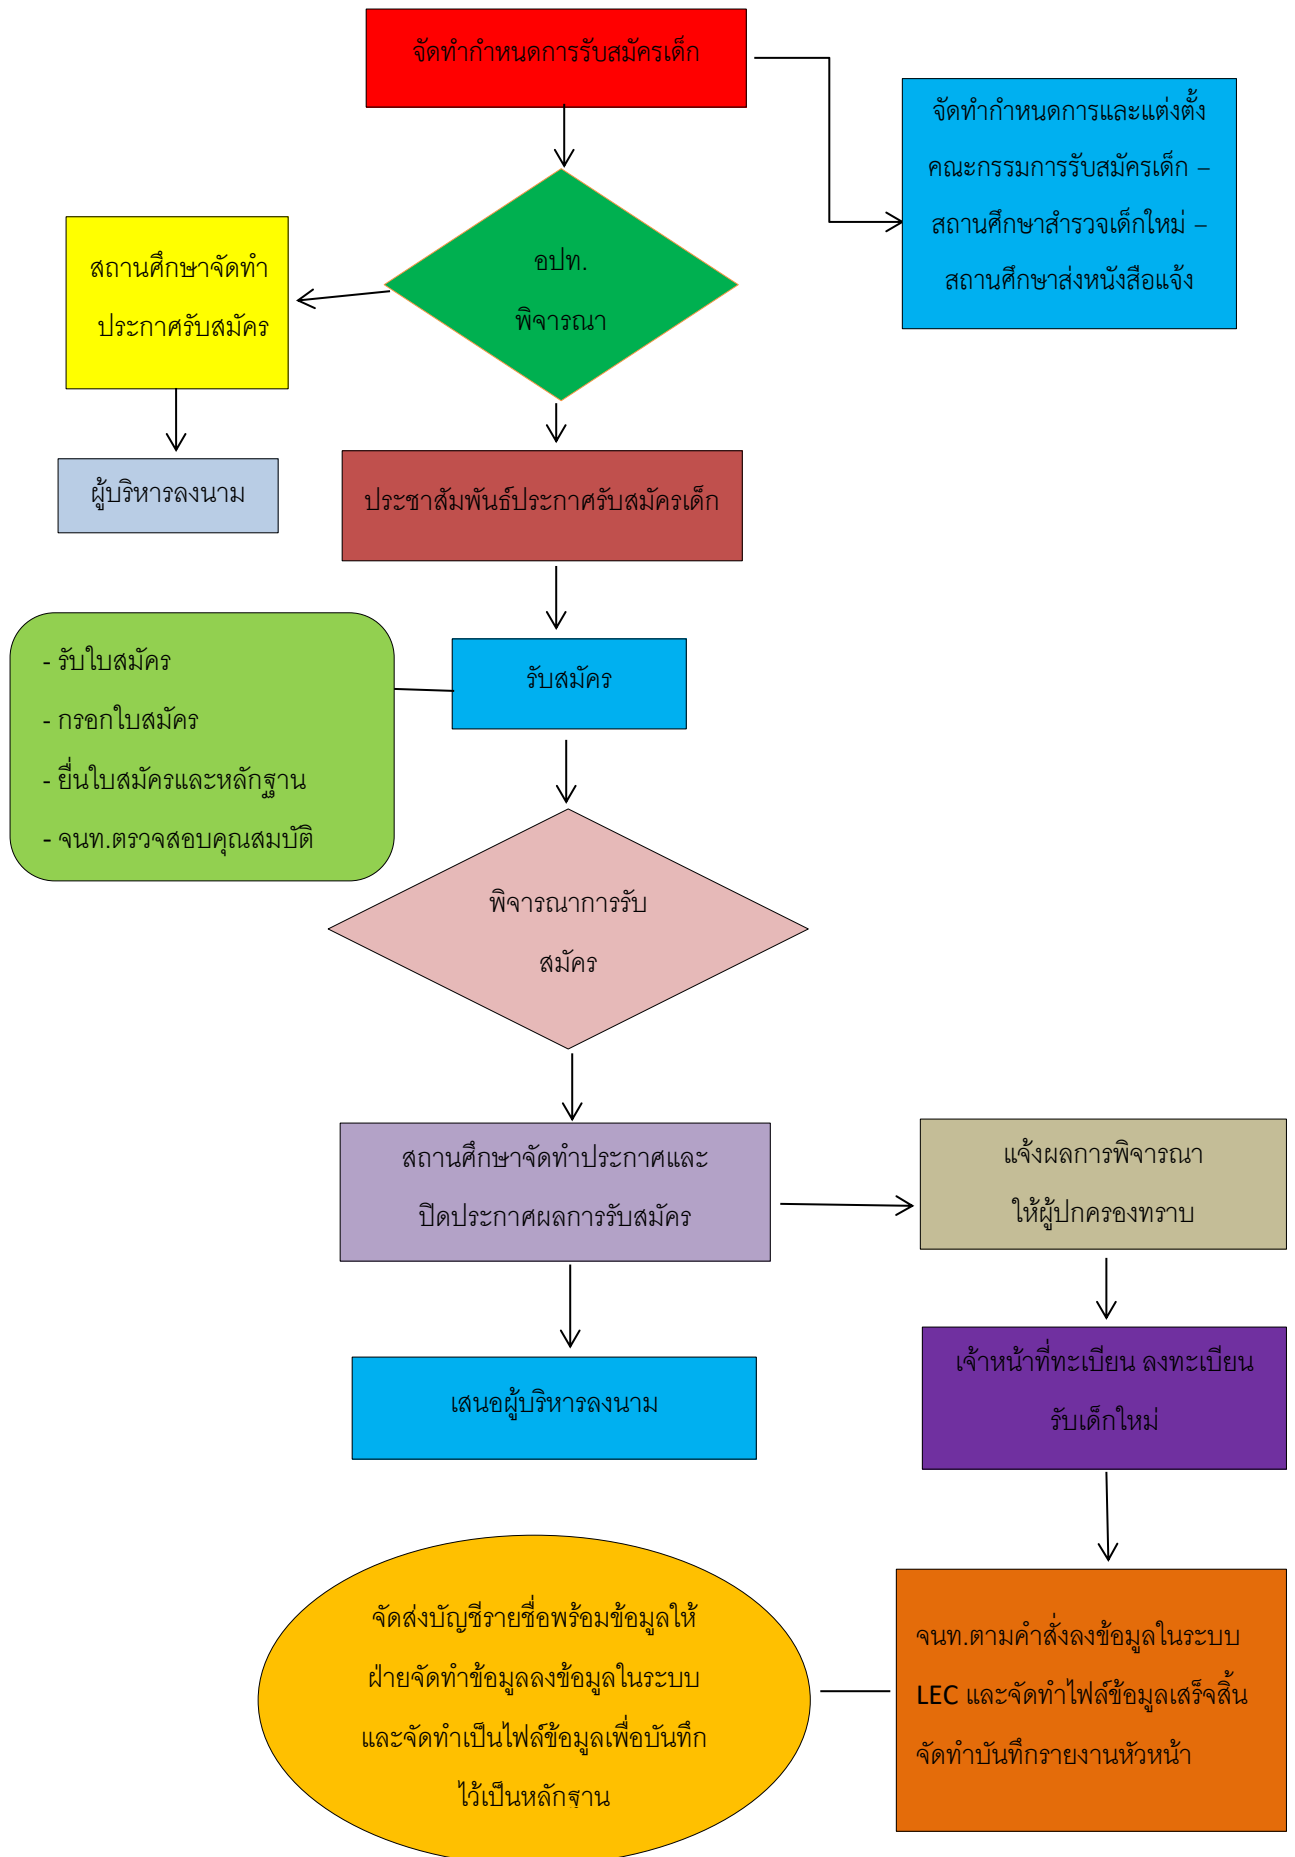 จัดทำกำหนดการรับสมัครเด็ก
จัดทำกำหนดการและแต่งตั้ง
คณะกรรมการรับสมัครเด็ก –
สถานศึกษาสำรวจเด็กใหม่ –
สถานศึกษาส่งหนังสือแจ้ง
อปท.
พิจารณา
สถานศึกษาจัดทำ
ประกาศรับสมัคร
ผู้บริหารลงนาม
ประชาสัมพันธ์ประกาศรับสมัครเด็ก
รับสมัคร
- รับใบสมัคร
- กรอกใบสมัคร
- ยื่นใบสมัครและหลักฐาน
- จนท.ตรวจสอบคุณสมบัติ
พิจารณาการรับ
สมัคร
สถานศึกษาจัดทำประกาศและ
ปิดประกาศผลการรับสมัคร
แจ้งผลการพิจารณา
ให้ผู้ปกครองทราบ
เสนอผู้บริหารลงนาม
เจ้าหน้าที่ทะเบียน ลงทะเบียน
รับเด็กใหม่
จัดส่งบัญชีรายชื่อพร้อมข้อมูลให้
ฝ่ายจัดทำข้อมูลลงข้อมูลในระบบ
และจัดทำเป็นไฟล์ข้อมูลเพื่อบันทึก
ไว้เป็นหลักฐาน
จนท.ตามคำสั่งลงข้อมูลในระบบ
LEC และจัดทำไฟล์ข้อมูลเสร็จสิ้น
จัดทำบันทึกรายงานหัวหน้า